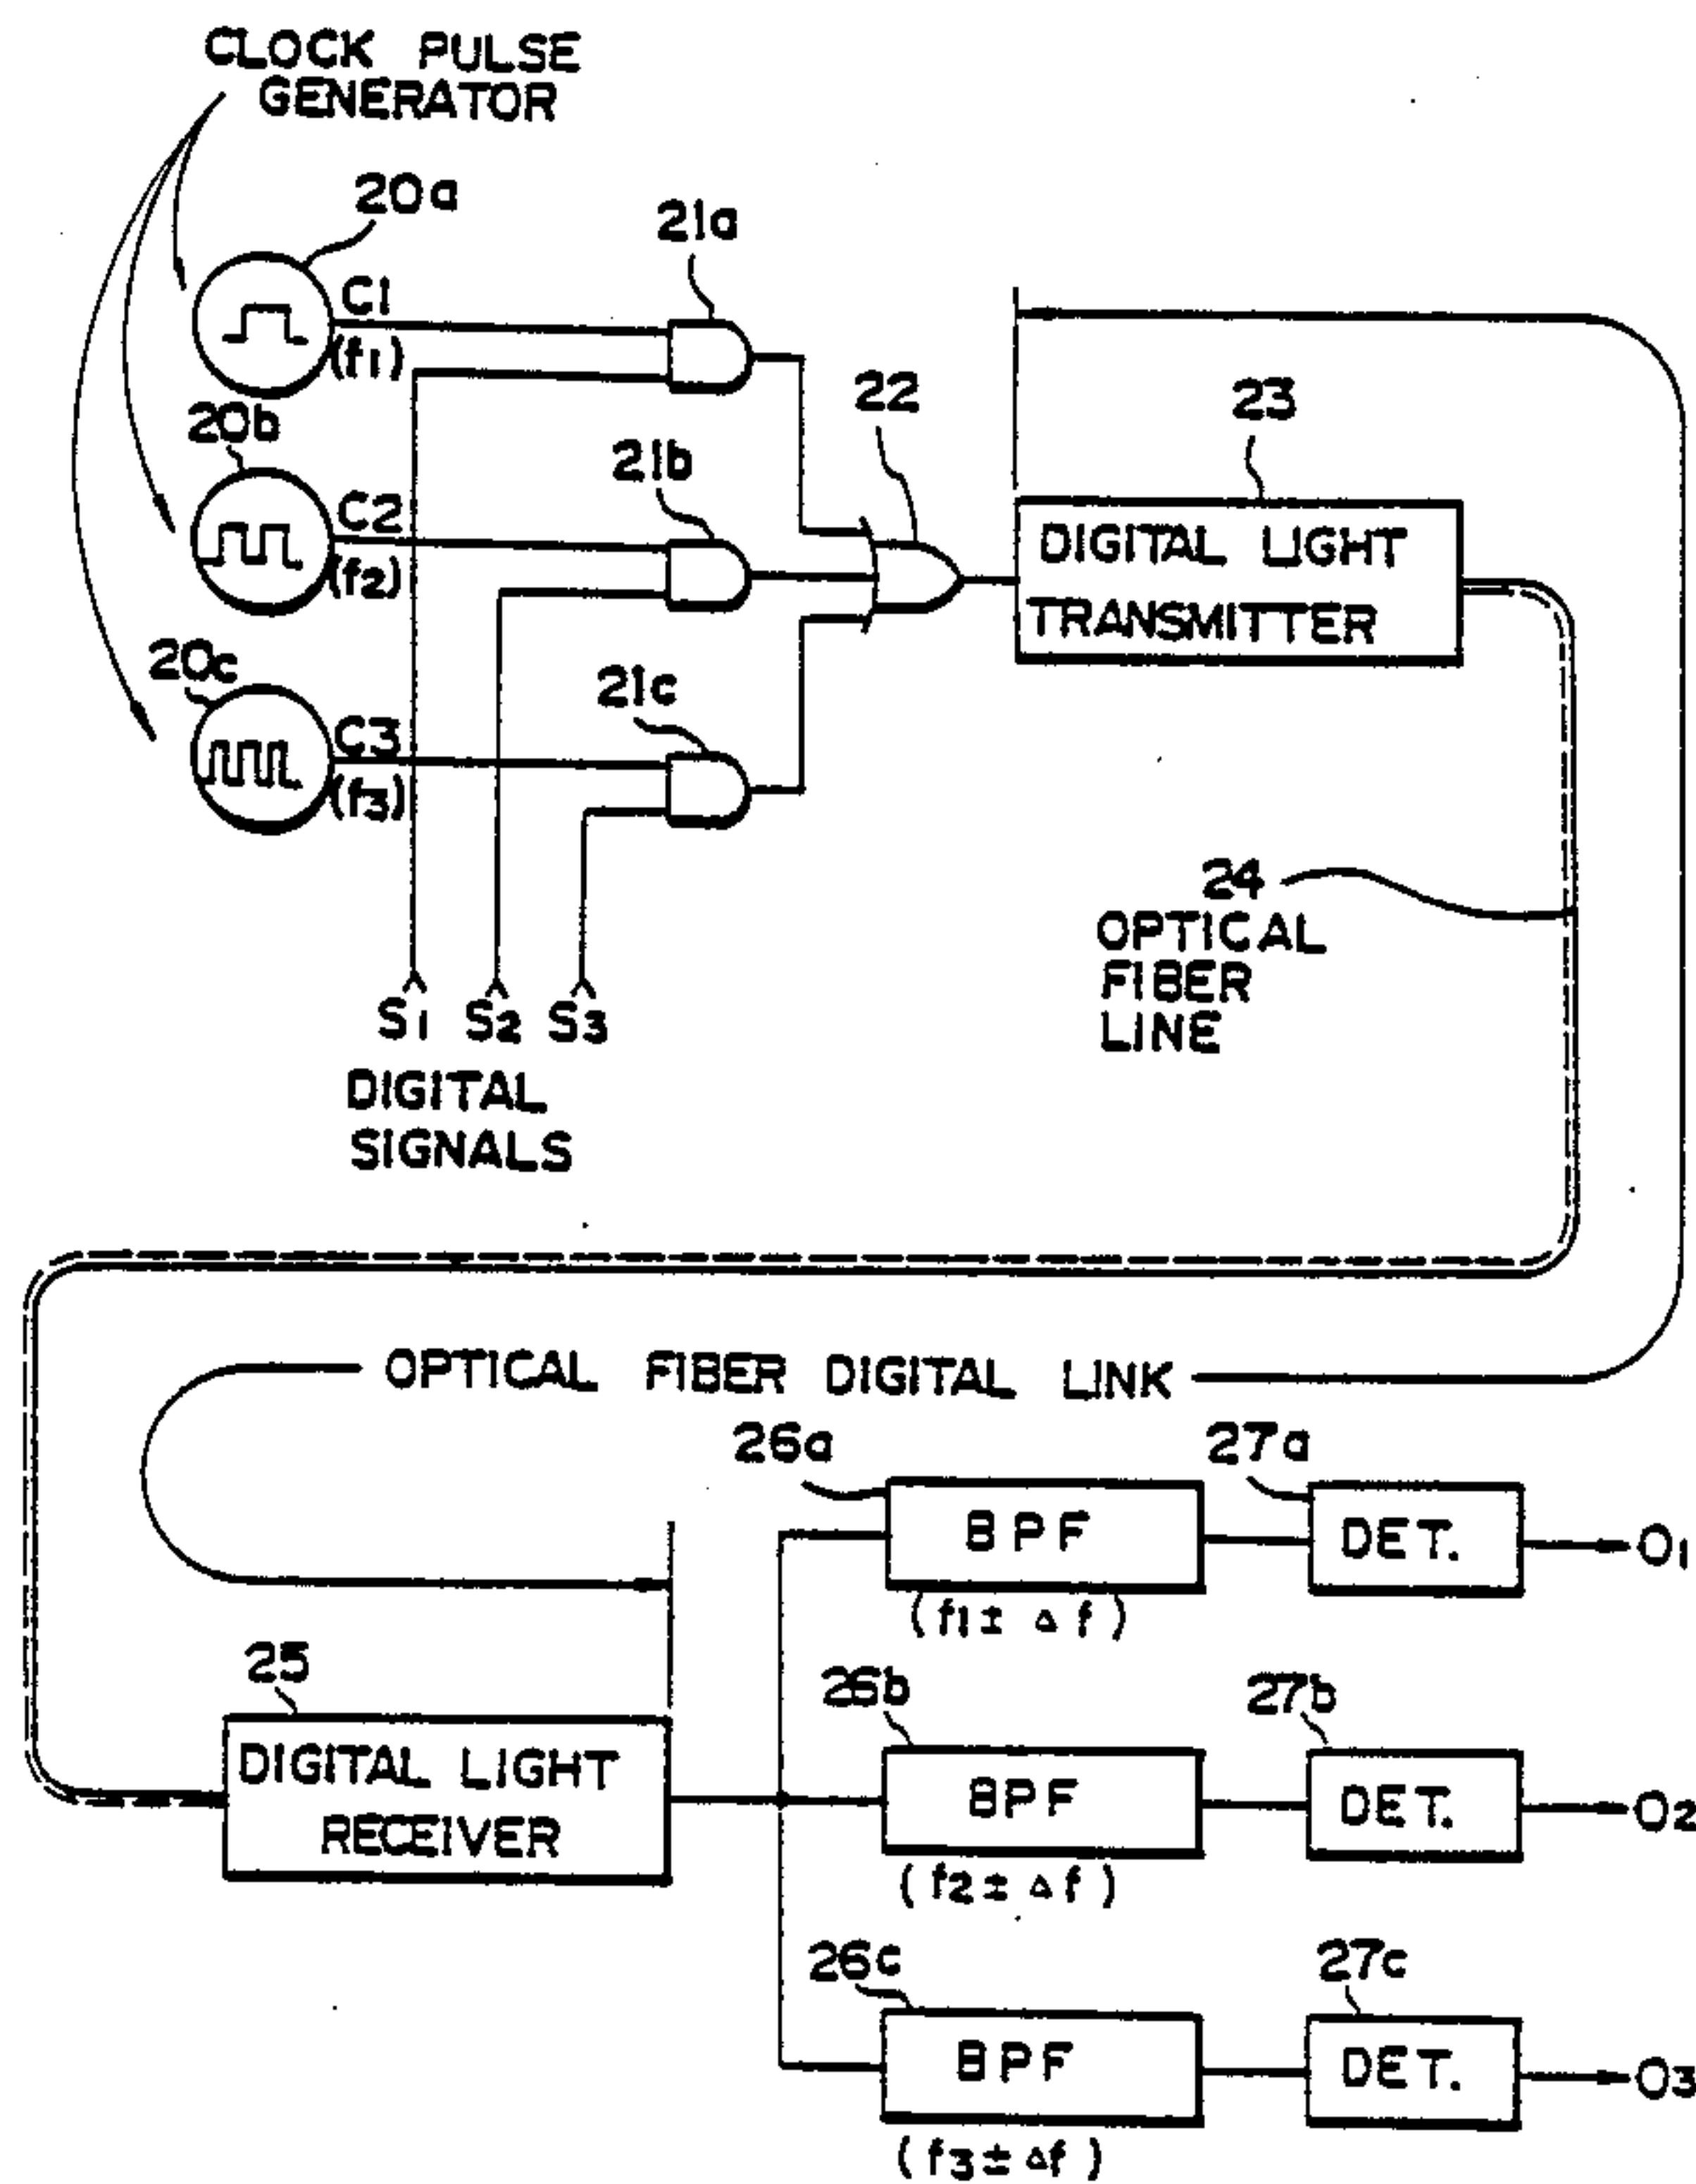 CLOCK PULSE
GENERATOR
20a
21a
C1
(f1)
22
23
20b
21b
C2
(f2)
DIGITAL LIGHT
TRANSMITTER
20c
21c
C3
(f3)
24
OPTICAL
FIBER
LINE
S1 S2 S3
DIGITAL
SIGNALS
OPTICAL FIBER DIGITAL LINK
26a
27a
BPF
DET.
O1
(f1 ± Δf)
25
26b
27b
DIGITAL LIGHT
RECEIVER
BPF
DET.
O2
(f2 ± Δf)
26c
27c
BPF
DET.
O3
(f3 ± Δf)